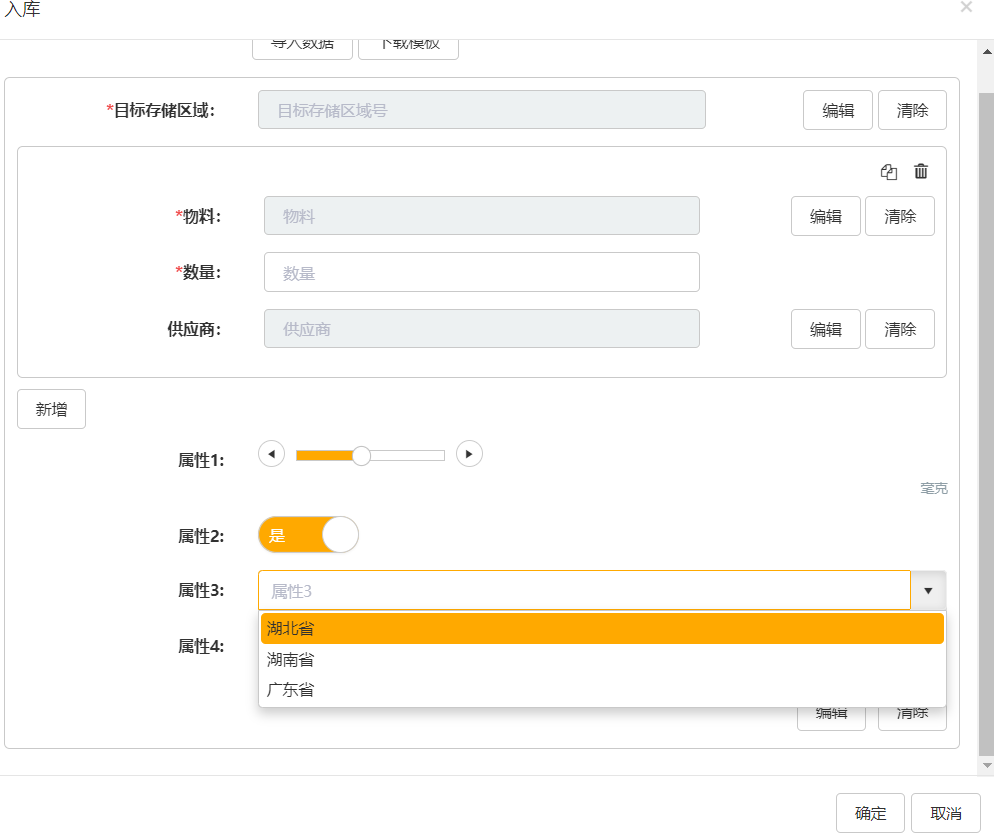 入库
导入数据 下载模板
*目标存储区域: 目标存储区域号 编辑 清除
*物料: 物料 编辑 清除
*数量: 数量
供应商: 供应商 编辑 清除
新增
属性1:
毫克
属性2: 是
属性3: 属性3
湖北省
属性4:
湖南省
广东省
编辑 清除
确定 取消